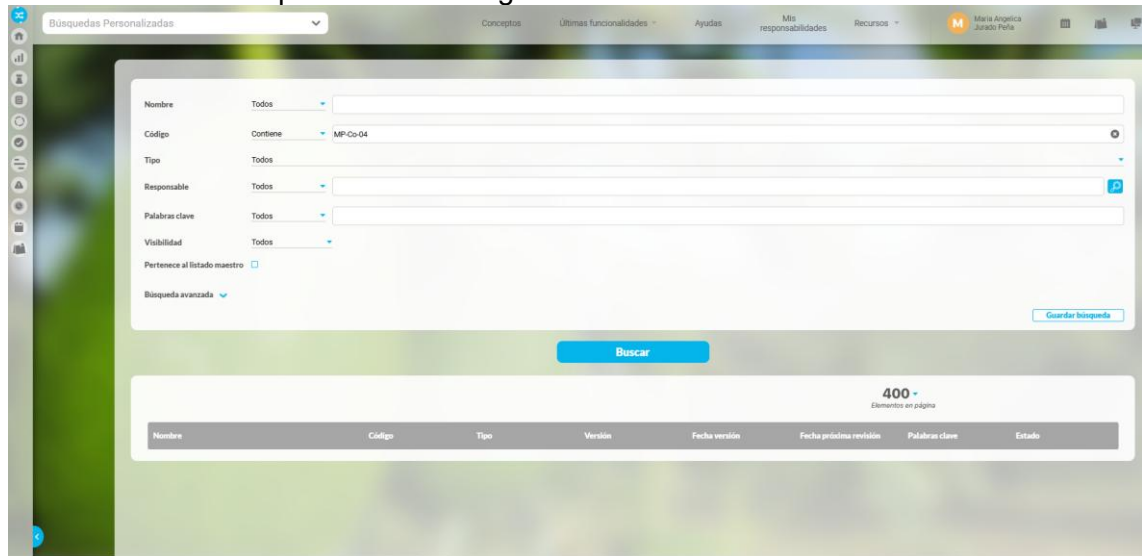 Búsquedas Personalizadas
Conceptos
Últimas funcionalidades
Ayudas
Mis responsabilidades
Recursos
M
Maria Angelica Jurado Peña
Nombre Todos
Código Contiene MP-Co-04
Tipo Todos
Responsable Todos
Palabras clave Todos
Visibilidad Todos
Pertenece al listado maestro
Búsqueda avanzada
Guardar búsqueda
Buscar
400
Elementos en página
Nombre Código Tipo Versión Fecha versión Fecha próxima revisión Palabras clave Estado